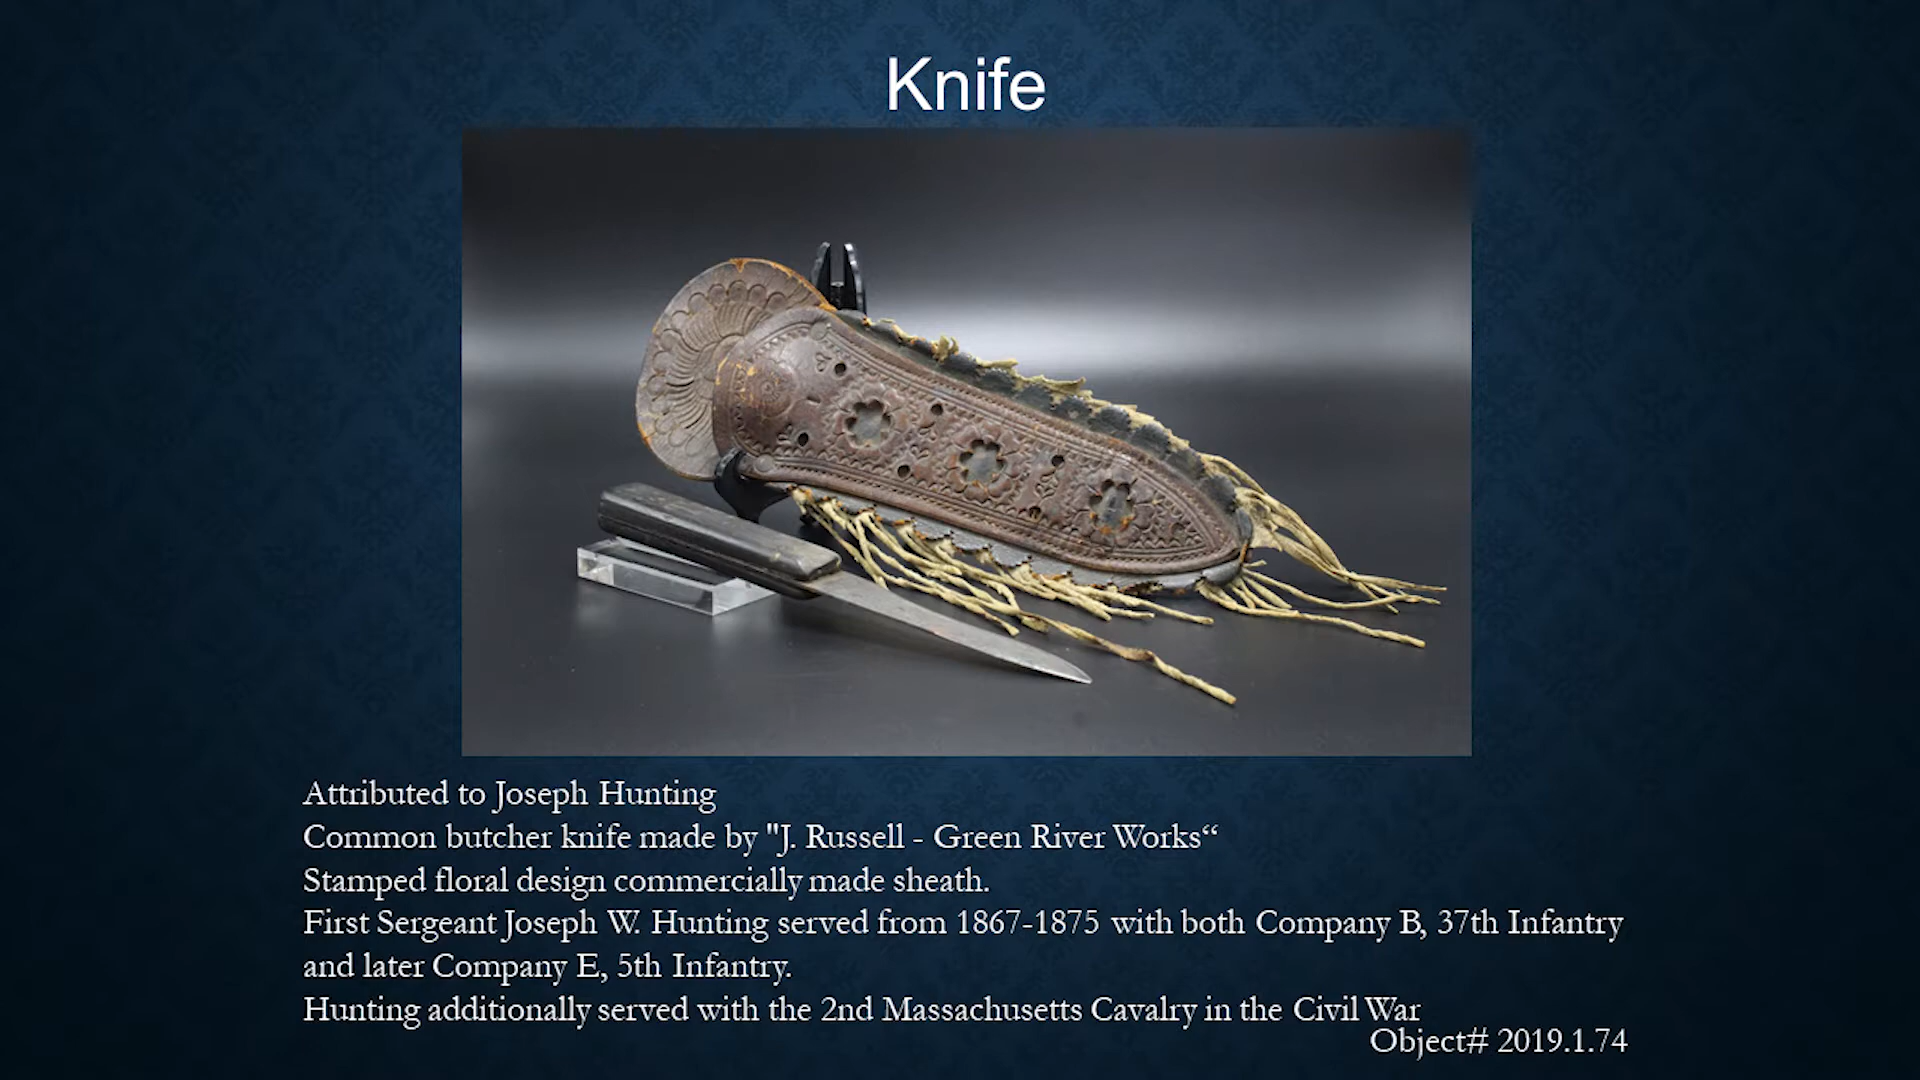 Knife
Attributed to Joseph Hunting
Common butcher knife made by "J. Russell - Green River Works“
Stamped floral design commercially made sheath.
First Sergeant Joseph W. Hunting served from 1867-1875 with both Company B, 37th Infantry
and later Company E, 5th Infantry.
Hunting additionally served with the 2nd Massachusetts Cavalry in the Civil War
Object# 2019.1.74